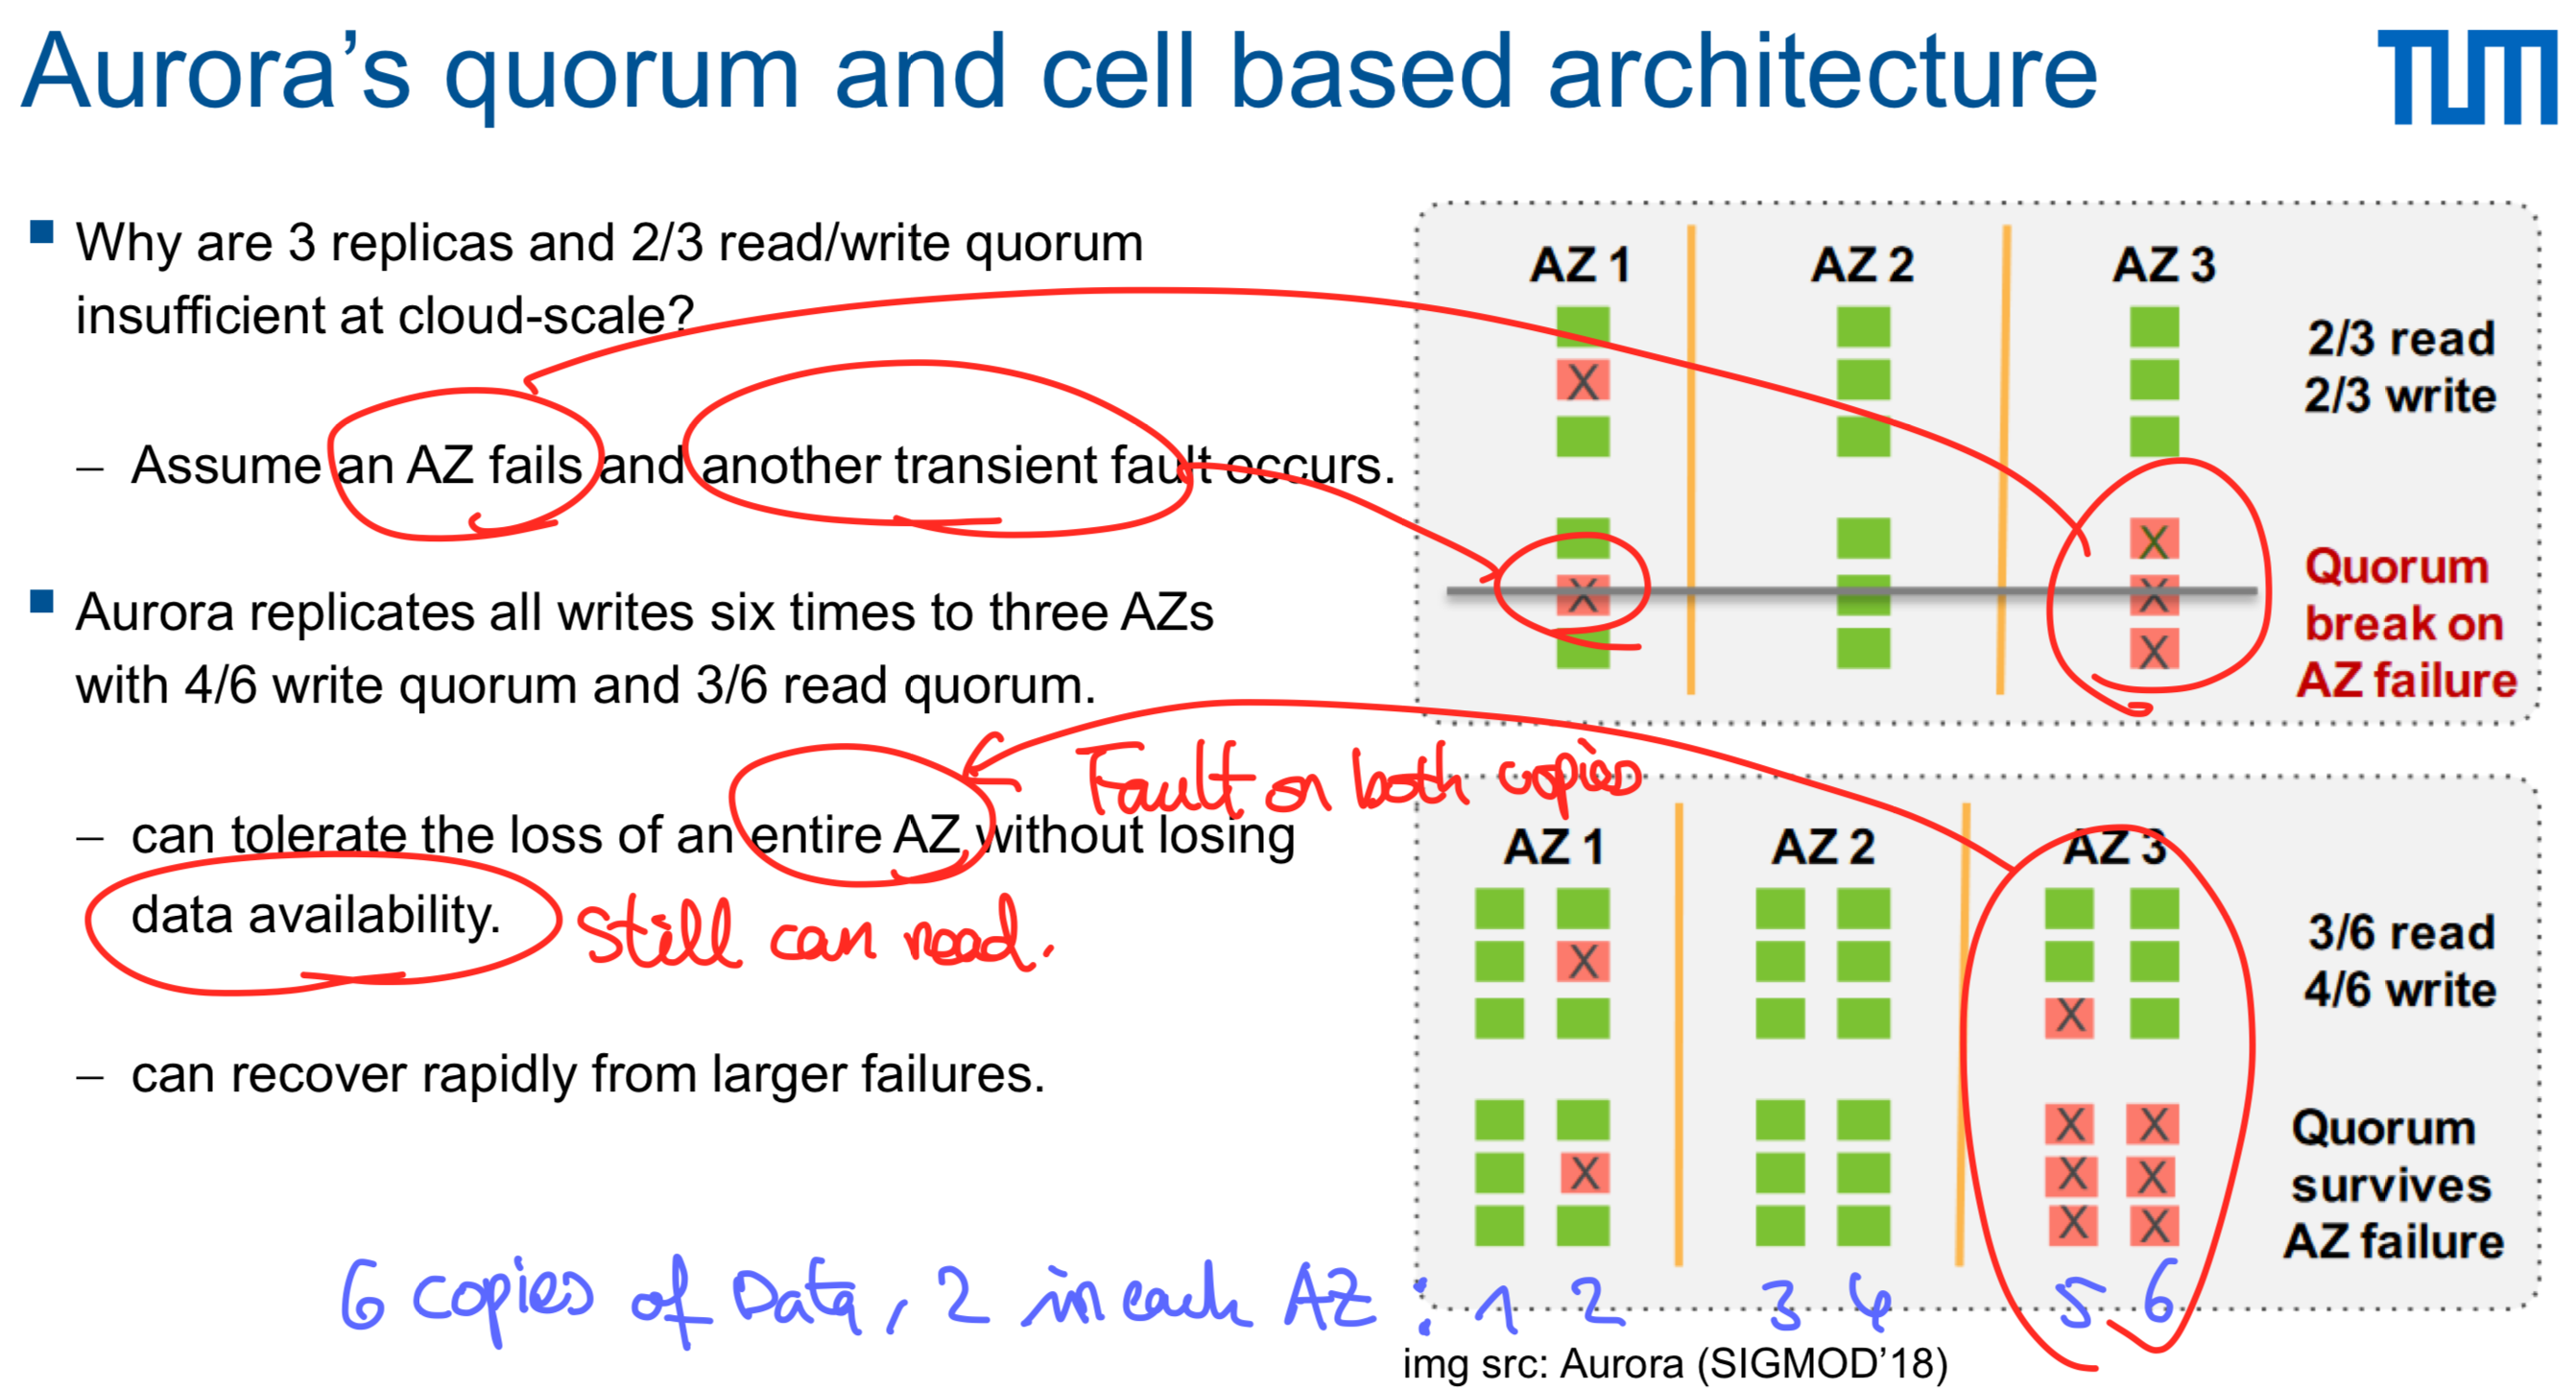 Aurora's quorum and cell based architecture
TUM
Why are 3 replicas and 2/3 read/write quorum
insufficient at cloud-scale?
– Assume an AZ fails and another transient fault occurs.
Aurora replicates all writes six times to three AZs
with 4/6 write quorum and 3/6 read quorum.
Fault on both copies
– can tolerate the loss of an entire AZ without losing
data availability.
Still can read.
– can recover rapidly from larger failures.
6 copies of Data, 2 in each AZ : 1 2 3 4 5 6
AZ 1 AZ 2 AZ 3
2/3 read
2/3 write
X
X
X
X
X
Quorum
break on
AZ failure
AZ 1 AZ 2 AZ 3
3/6 read
4/6 write
X
X
X X
X X X
X X
Quorum
survives
AZ failure
img src: Aurora (SIGMOD'18)